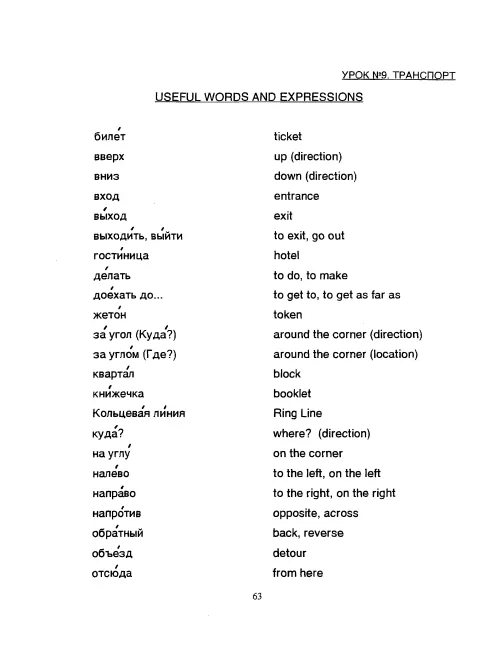 УРОК №9. ТРАНСПОРТ
USEFUL WORDS AND EXPRESSIONS
биле́т ticket
вверх up (direction)
вниз down (direction)
вход entrance
вы́ход exit
выходи́ть, вы́йти to exit, go out
гости́ница hotel
де́лать to do, to make
дое́хать до... to get to, to get as far as
жето́н token
за́ угол (Куда́?) around the corner (direction)
за угло́м (Где?) around the corner (location)
кварта́л block
кни́жечка booklet
Кольцева́я ли́ния Ring Line
куда́? where? (direction)
на углу́ on the corner
нале́во to the left, on the left
напра́во to the right, on the right
напро́тив opposite, across
обра́тный back, reverse
объе́зд detour
отсю́да from here
63